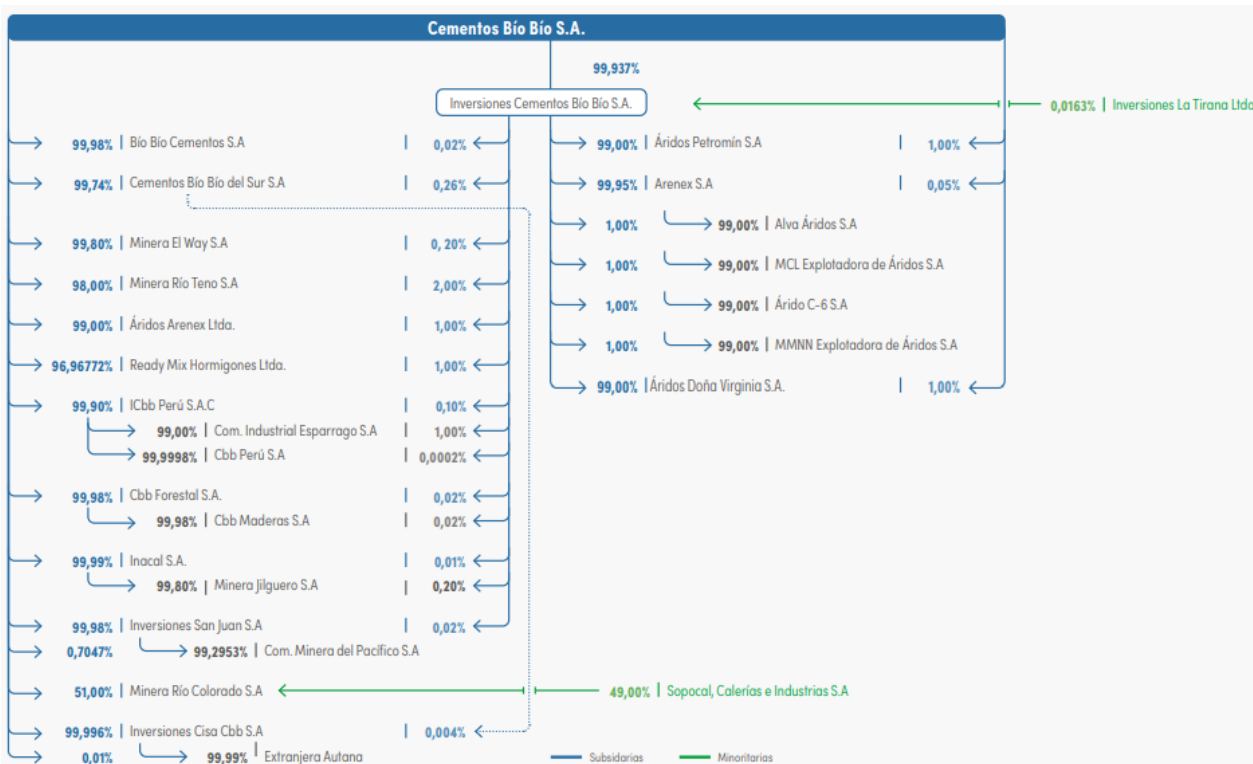 Cementos Bío Bío S.A.
99,937%
Inversiones Cementos Bío Bío S.A.
0,0163% | Inversiones La Tirana Ltda
99,98% | Bío Bío Cementos S.A | 0,02%
99,00% | Áridos Petromín S.A | 1,00%
99,74% | Cementos Bío Bío del Sur S.A | 0,26%
99,95% | Arenex S.A | 0,05%
1,00% 99,00% | Alva Áridos S.A
99,80% | Minera El Way S.A | 0, 20%
1,00% 99,00% | MCL Explotadora de Áridos S.A
98,00% | Minera Río Teno S.A | 2,00%
1,00% 99,00% | Árido C-6 S.A
99,00% | Áridos Arenex Ltda. | 1,00%
1,00% 99,00% | MMNN Explotadora de Áridos S.A
96,96772% | Ready Mix Hormigones Ltda. | 1,00%
99,00% | Áridos Doña Virginia S.A. | 1,00%
99,90% | ICbb Perú S.A.C | 0,10%
99,00% | Com. Industrial Esparrago S.A | 1,00%
99,9998% | Cbb Perú S.A | 0,0002%
99,98% | Cbb Forestal S.A. | 0,02%
99,98% | Cbb Maderas S.A | 0,02%
99,99% | Inacal S.A. | 0,01%
99,80% | Minera Jilguero S.A | 0,20%
99,98% | Inversiones San Juan S.A | 0,02%
0,7047% 99,2953% | Com. Minera del Pacífico S.A
51,00% | Minera Río Colorado S.A 49,00% | Sopocal, Calerías e Industrias S.A
99,996% | Inversiones Cisa Cbb S.A | 0,004%
0,01% 99,99% | Extranjera Autana
Subsidarias Minoritarias